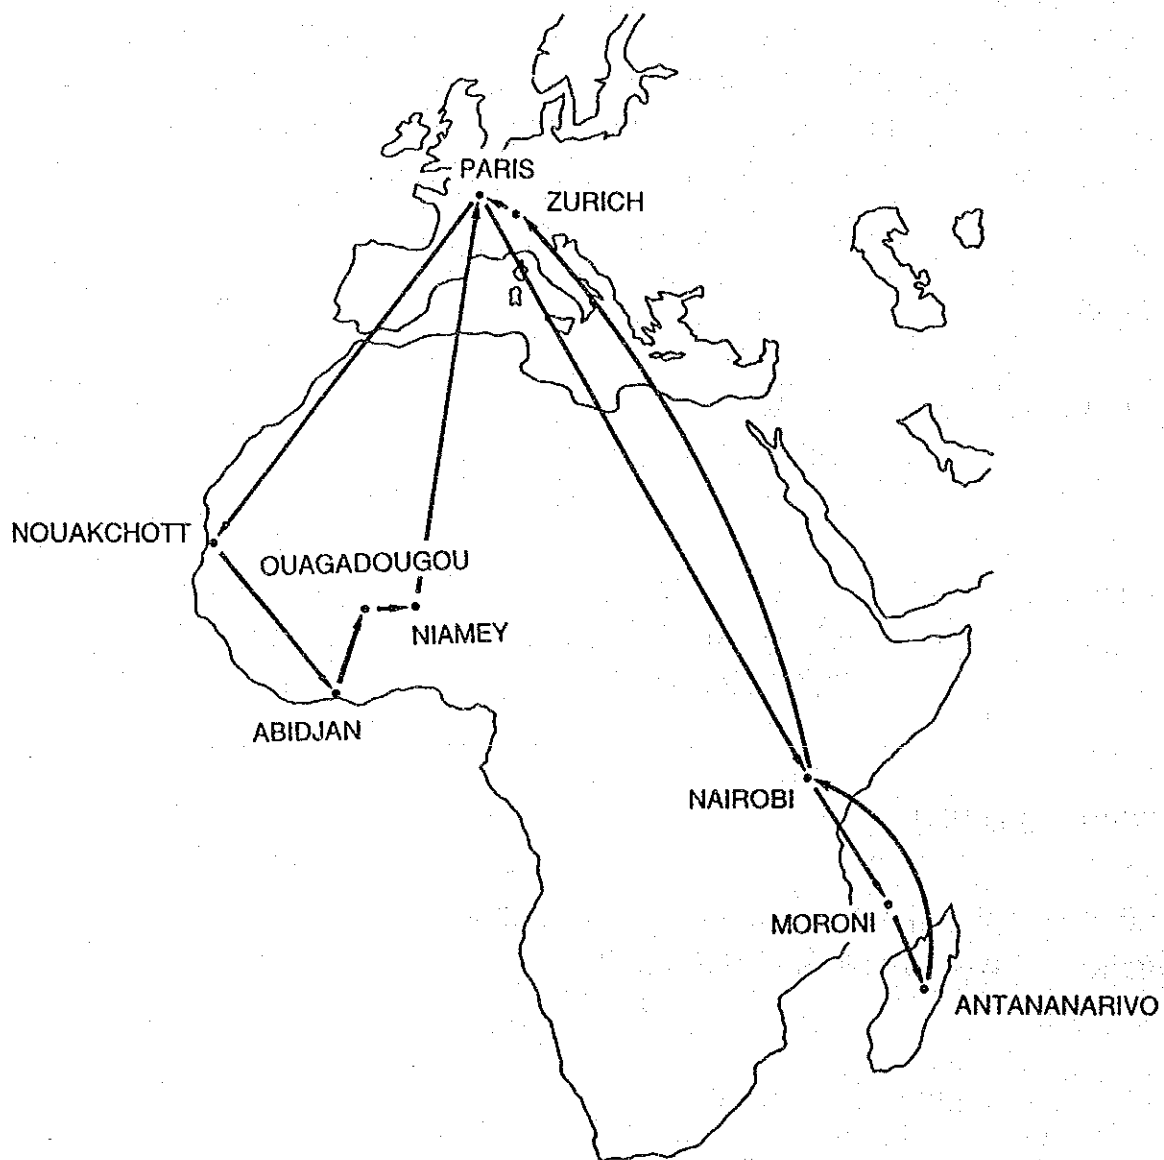 PARIS
ZURICH
NOUAKCHOTT
OUAGADOUGOU
NIAMEY
ABIDJAN
NAIROBI
MORONI
ANTANANARIVO